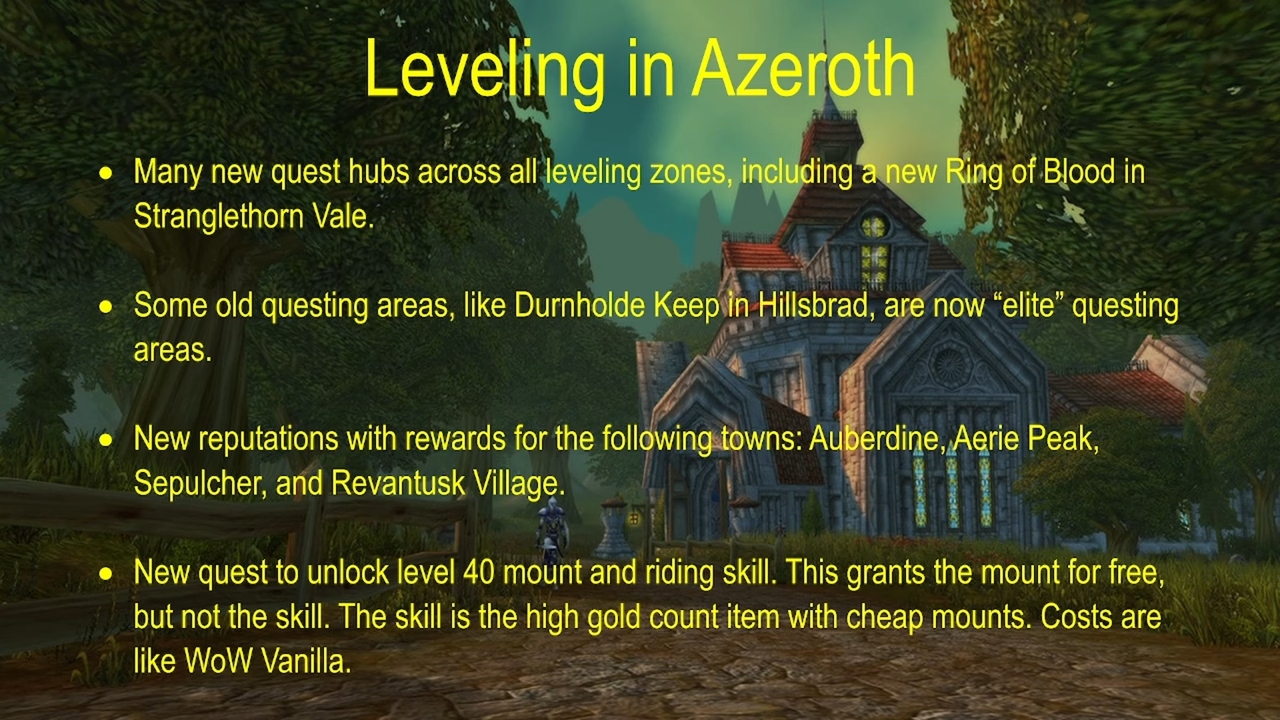 Leveling in Azeroth
● Many new quest hubs across all leveling zones, including a new Ring of Blood in
Stranglethorn Vale.
● Some old questing areas, like Durnholde Keep in Hillsbrad, are now “elite” questing
areas.
● New reputations with rewards for the following towns: Auberdine, Aerie Peak,
Sepulcher, and Revantusk Village.
● New quest to unlock level 40 mount and riding skill. This grants the mount for free,
but not the skill. The skill is the high gold count item with cheap mounts. Costs are
like WoW Vanilla.